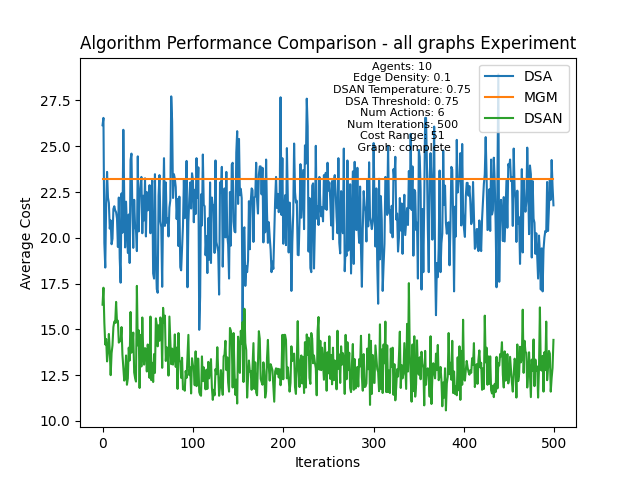 Algorithm Performance Comparison - all graphs Experiment
Agents: 10
Edge Density: 0.1
DSAN Temperature: 0.75
DSA Threshold: 0.75
Num Actions: 6
Num Iterations: 500
Cost Range: 51
Graph: complete
DSA
MGM
DSAN
Average Cost
27.5
25.0
22.5
20.0
17.5
15.0
12.5
10.0
0
100
200
300
400
500
Iterations